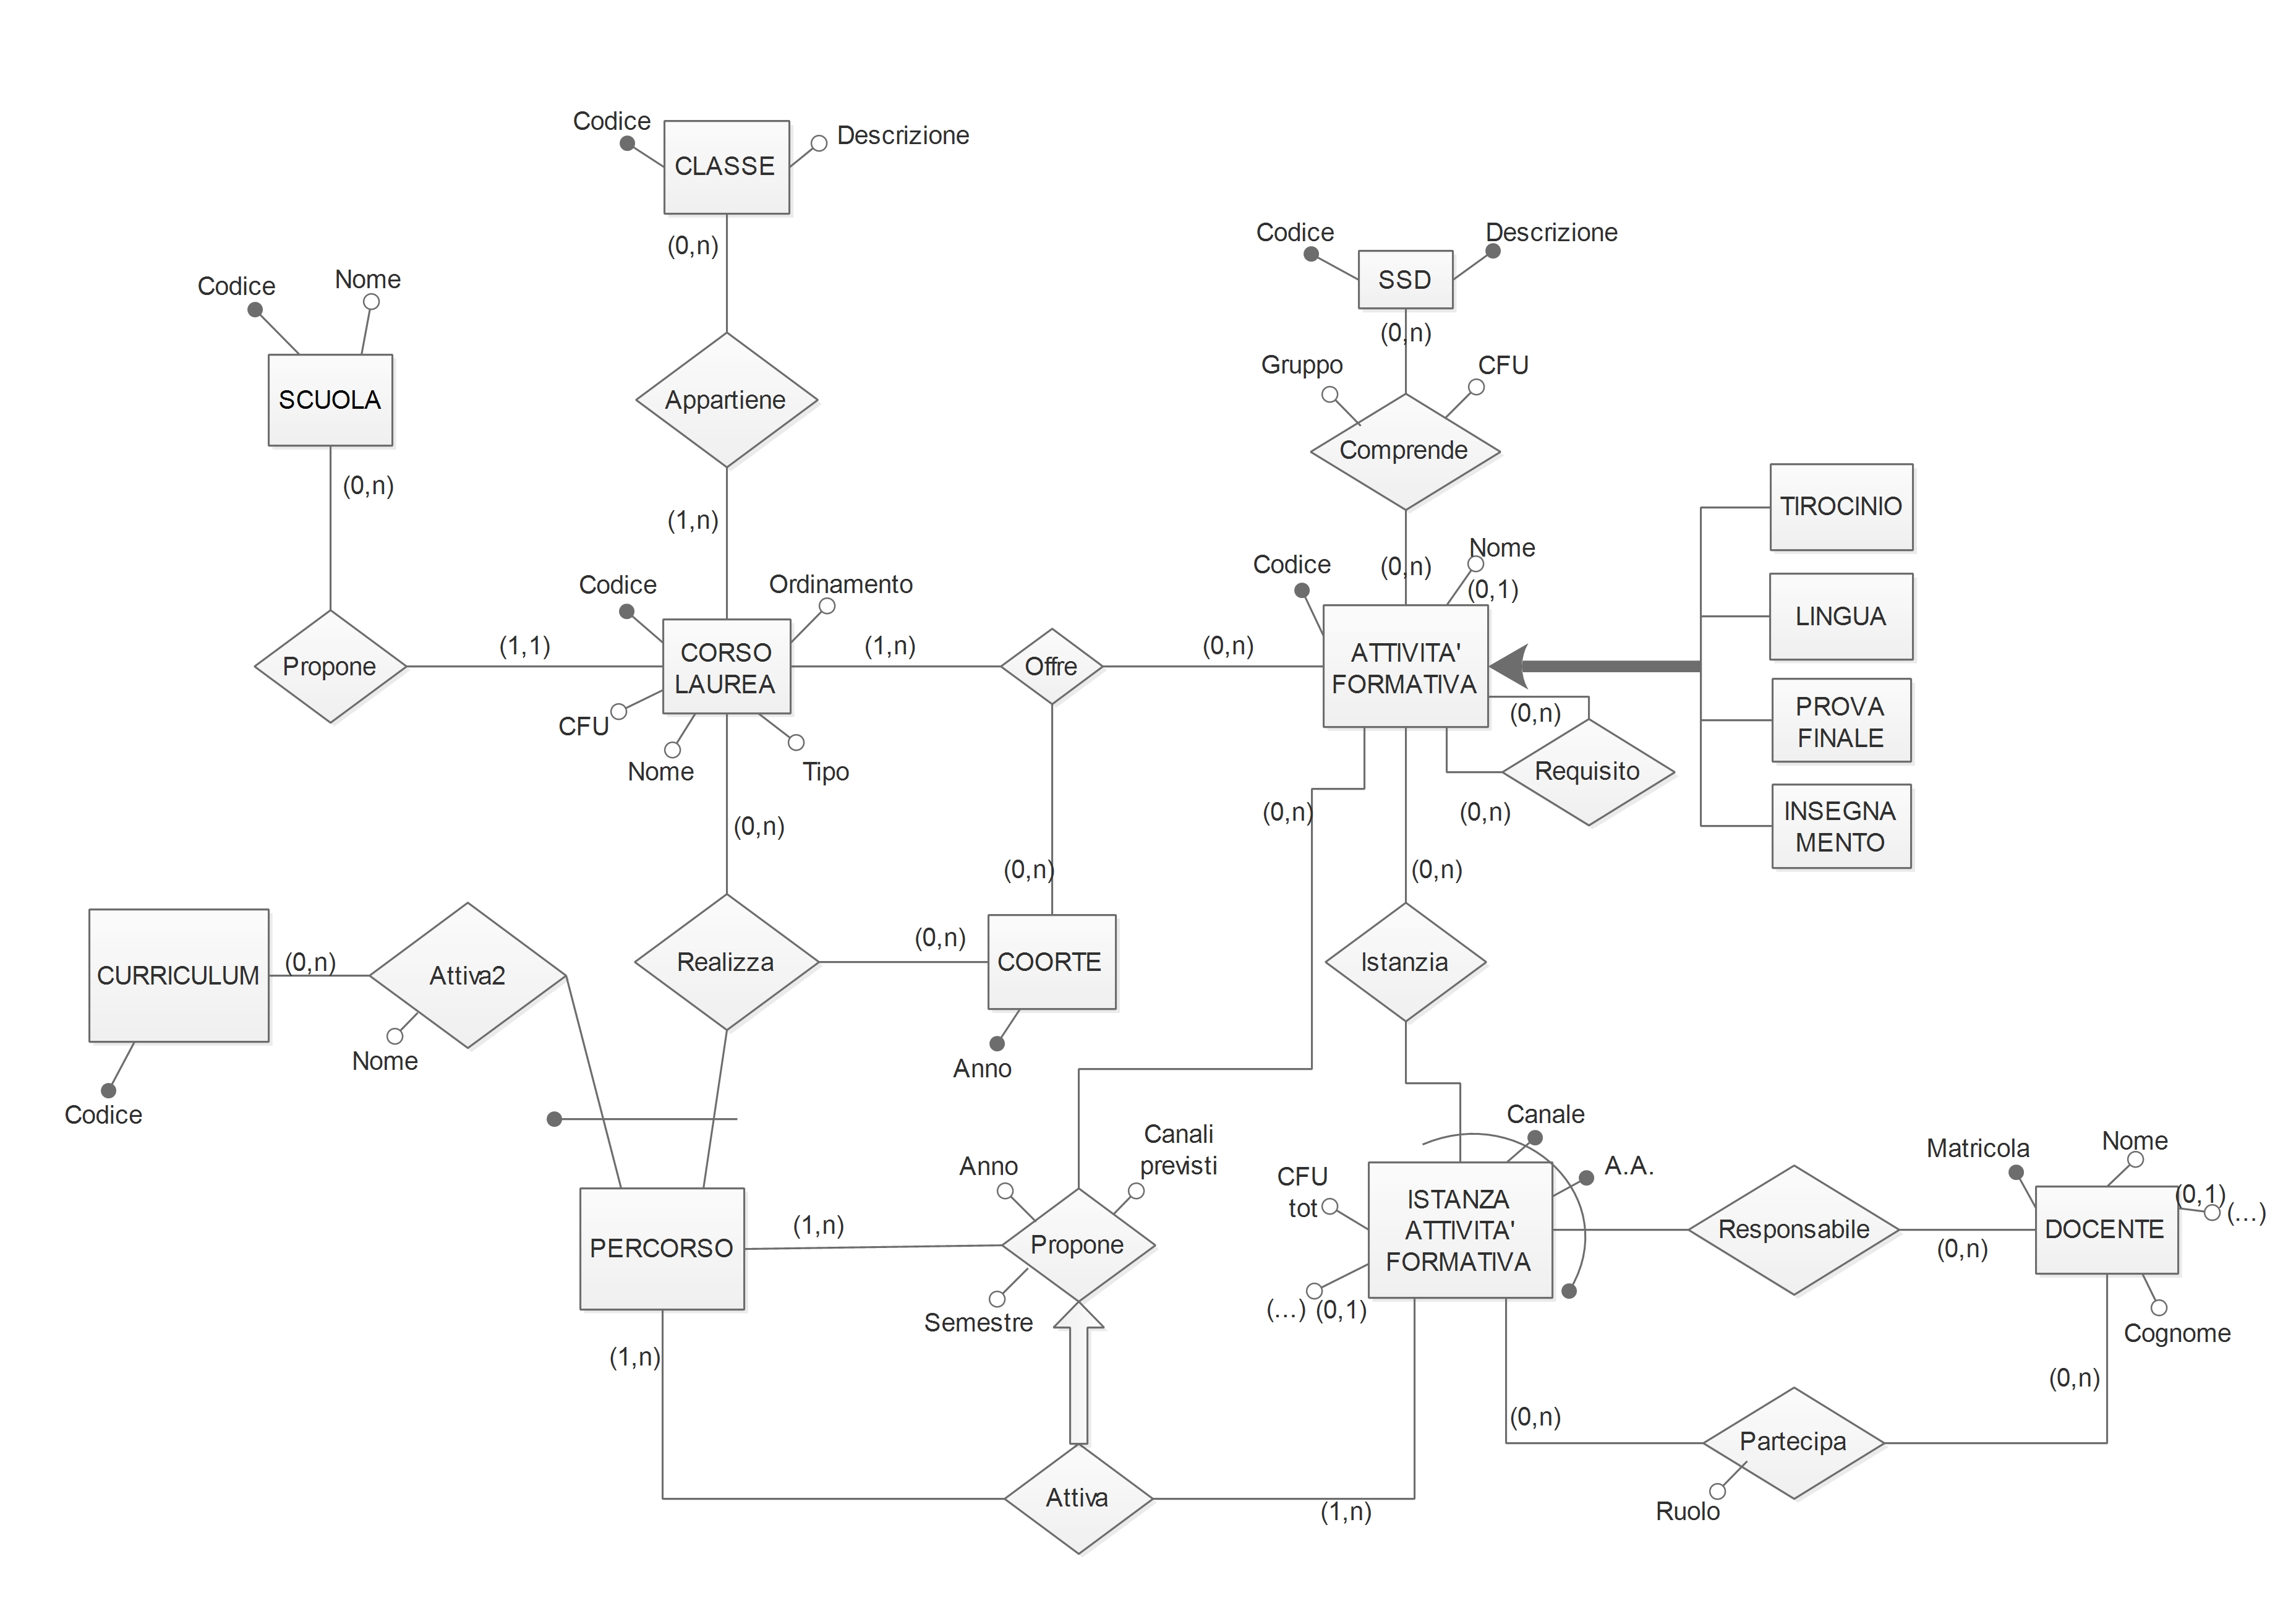 Codice
CLASSE
Descrizione
(0,n)
Codice
SSD
Descrizione
(0,n)
Codice
Nome
SCUOLA
(0,n)
Appartiene
(1,n)
Gruppo
CFU
Comprende
(0,n)
TIROCINIO
LINGUA
PROVA
FINALE
INSEGNA
MENTO
Codice
Nome
(0,1)
ATTIVITA'
FORMATIVA
(0,n)
Requisito
(0,n)
Codice
Ordinamento
Propone
(1,1)
CORSO
LAUREA
(1,n)
Offre
(0,n)
CFU
Nome
Tipo
(0,n)
(0,n)
(0,n)
(0,n)
CURRICULUM
(0,n)
Attiva2
Nome
Codice
Realizza
(0,n)
COORTE
Anno
Istanzia
Canale
A.A.
CFU
tot
ISTANZA
ATTIVITA'
FORMATIVA
(...)
(0,1)
Responsabile
(0,n)
Matricola
Nome
DOCENTE
(0,1)
(...)
Cognome
(0,n)
PERCORSO
(1,n)
Anno
Canali
previsti
Propone
Semestre
(1,n)
Attiva
(1,n)
(0,n)
Partecipa
Ruolo